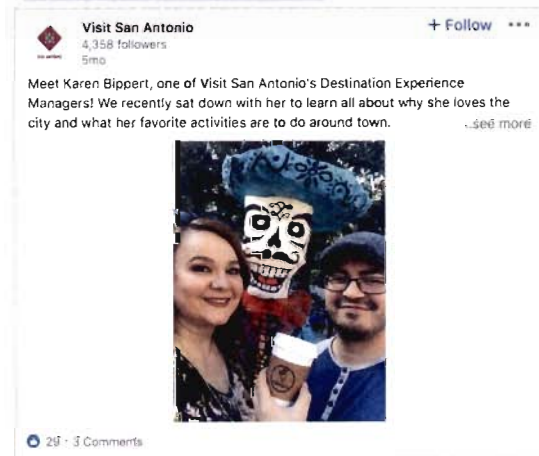 Visit San Antonio
+ Follow
4,358 followers
5mo
Meet Karen Bippert, one of Visit San Antonio's Destination Experience
Managers! We recently sat down with her to learn all about why she loves the
city and what her favorite activities are to do around town.
...see more
29 · 3 Comments